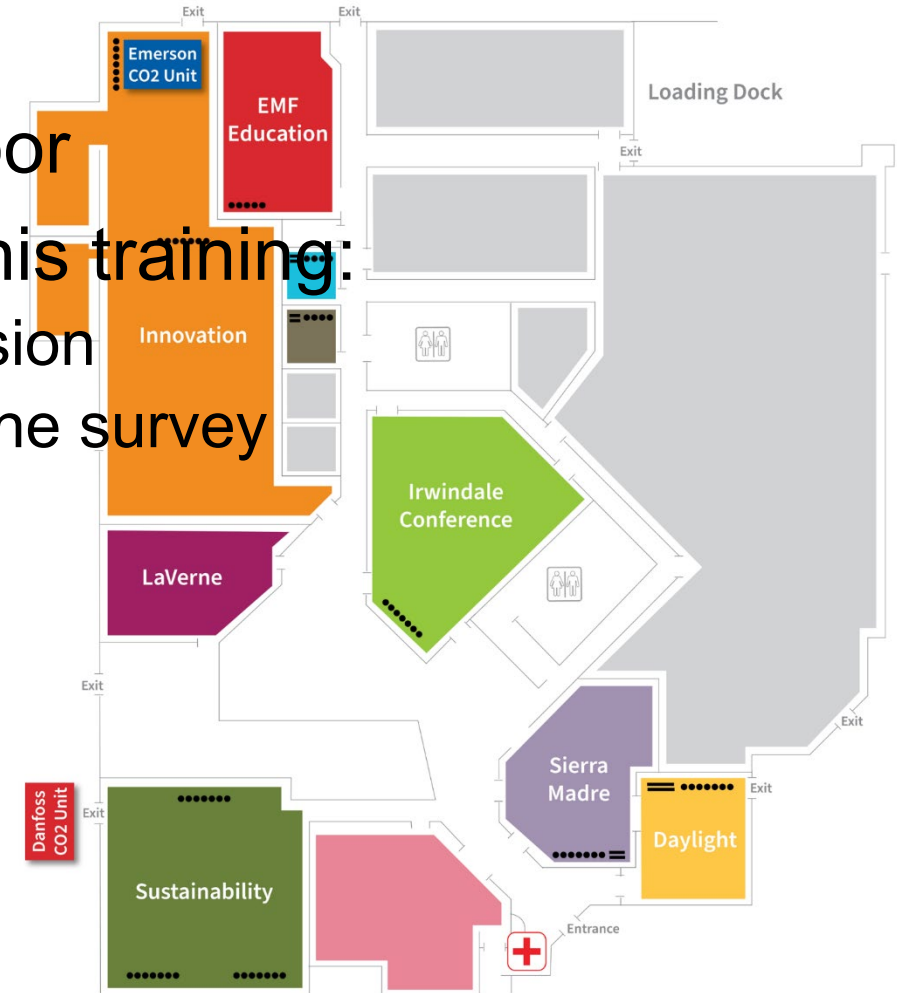 Exit
Exit
Emerson
CO2 Unit
EMF
Education
Loading Dock
Exit
oor
his training:
Innovation
sion
ne survey
Irwindale
Conference
LaVerne
Exit
Exit
Sierra
Madre
Exit
Exit
Danfoss
CO2 Unit
Daylight
Sustainability
Entrance